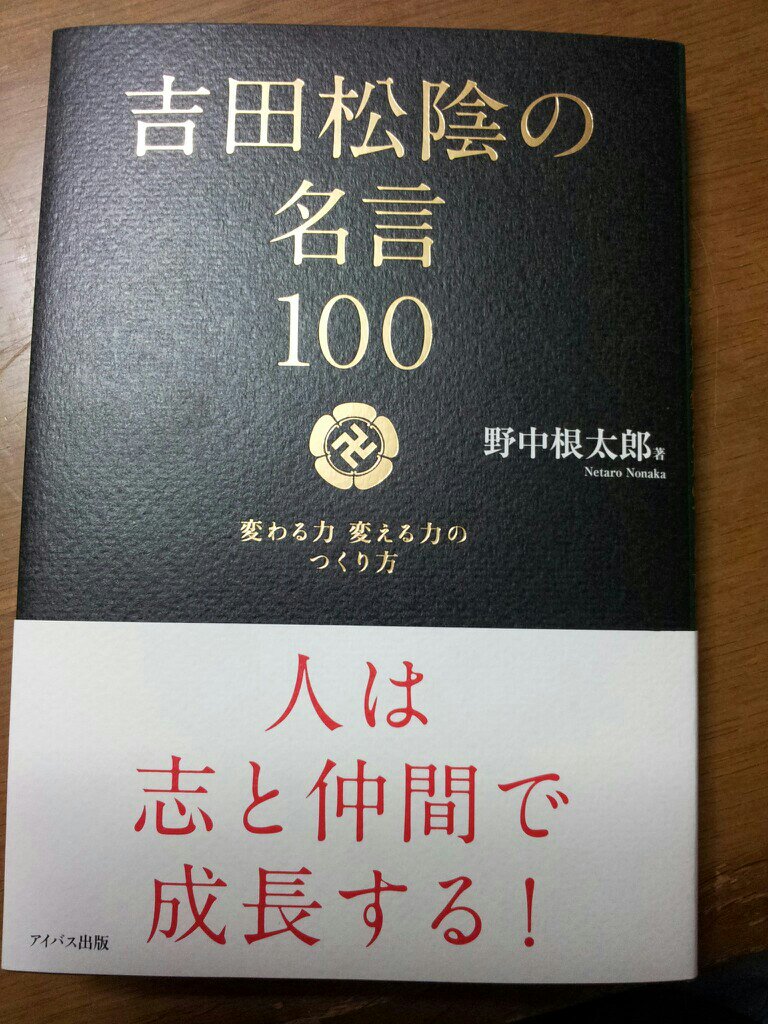 吉田松陰の
名言
100
野中根太郎著
Netaro Nonaka
変わる力 変える力の
つくり方
人は
志と仲間で
成長する!
アイバス出版